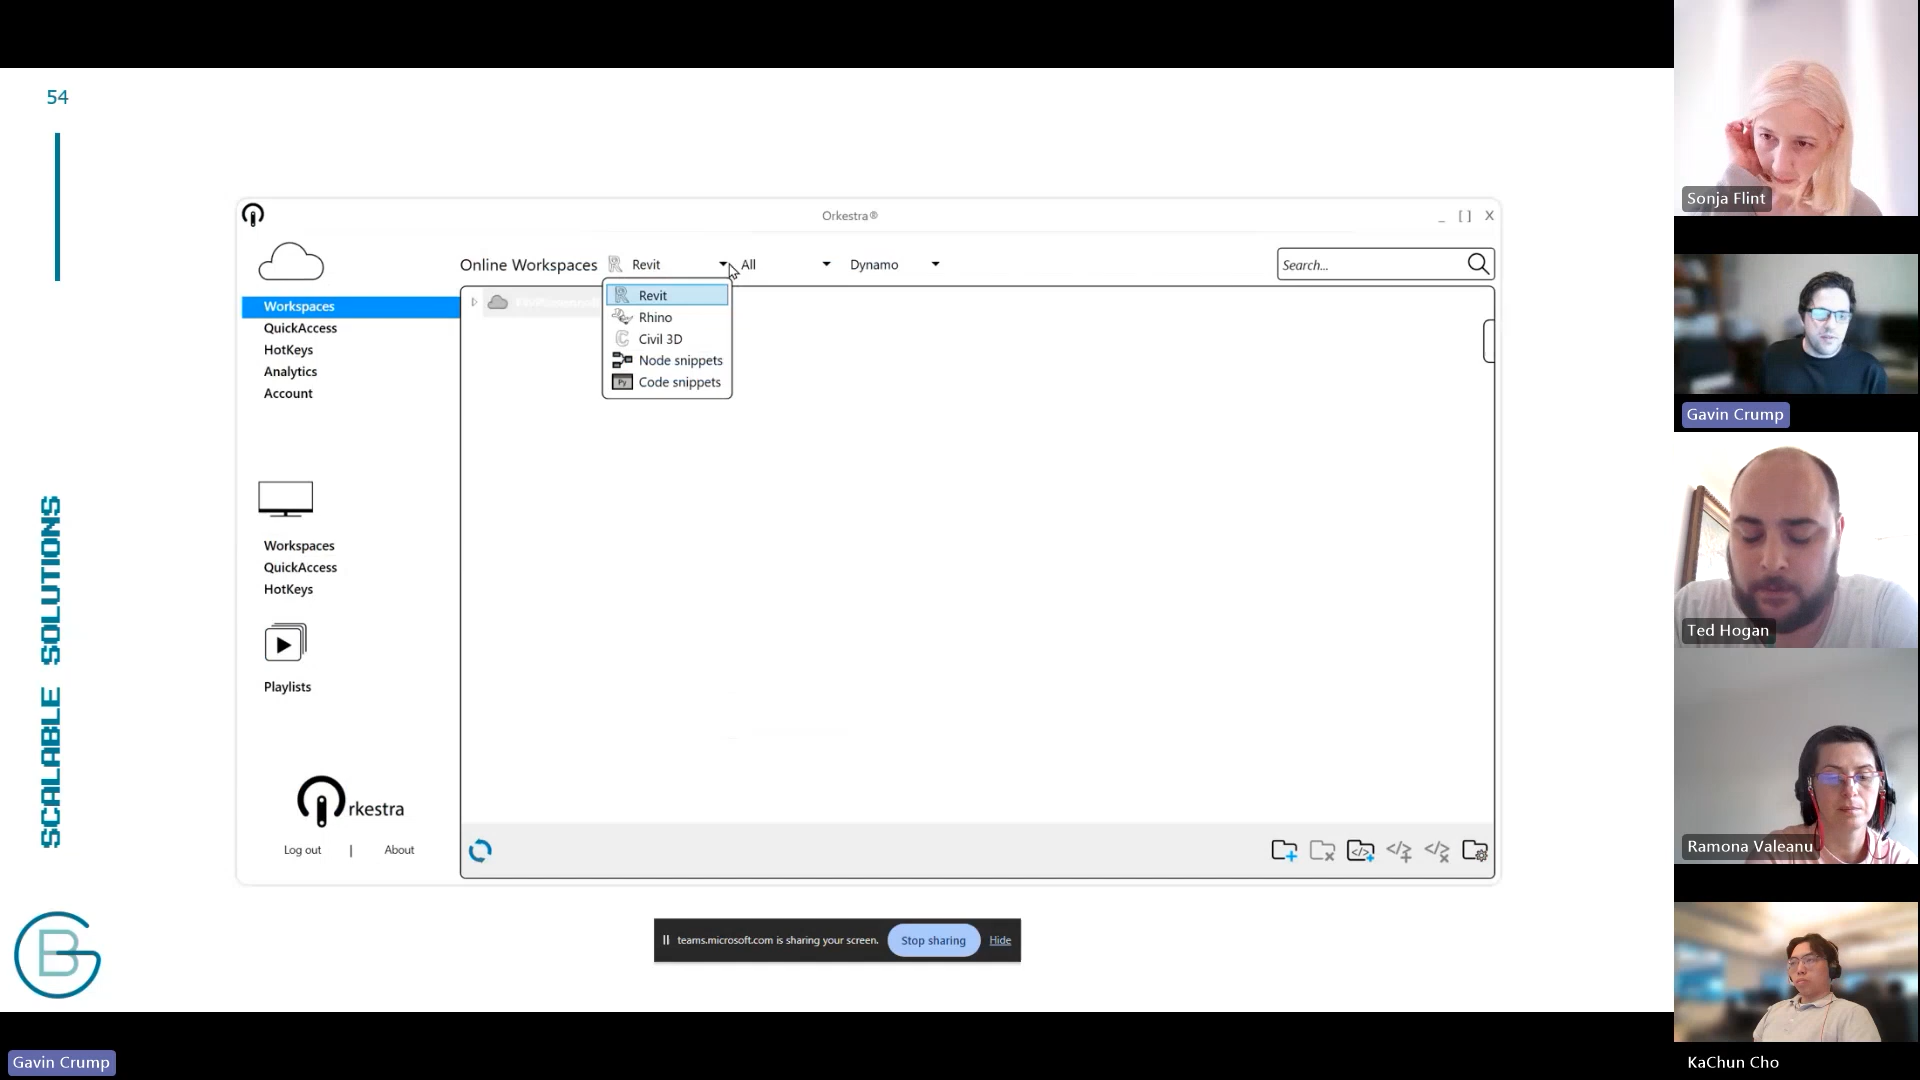 54
SCALABLE SOLUTIONS
Orkestra®
_ [ ] X
Online Workspaces Revit All Dynamo
Search...
Revit
Rhino
Civil 3D
Node snippets
Py Code snippets
Workspaces
QuickAccess
HotKeys
Analytics
Account
Workspaces
QuickAccess
HotKeys
Playlists
rkestra
Log out | About
teams.microsoft.com is sharing your screen. Stop sharing Hide
BG
Gavin Crump
Sonja Flint
Gavin Crump
Ted Hogan
Ramona Valeanu
KaChun Cho